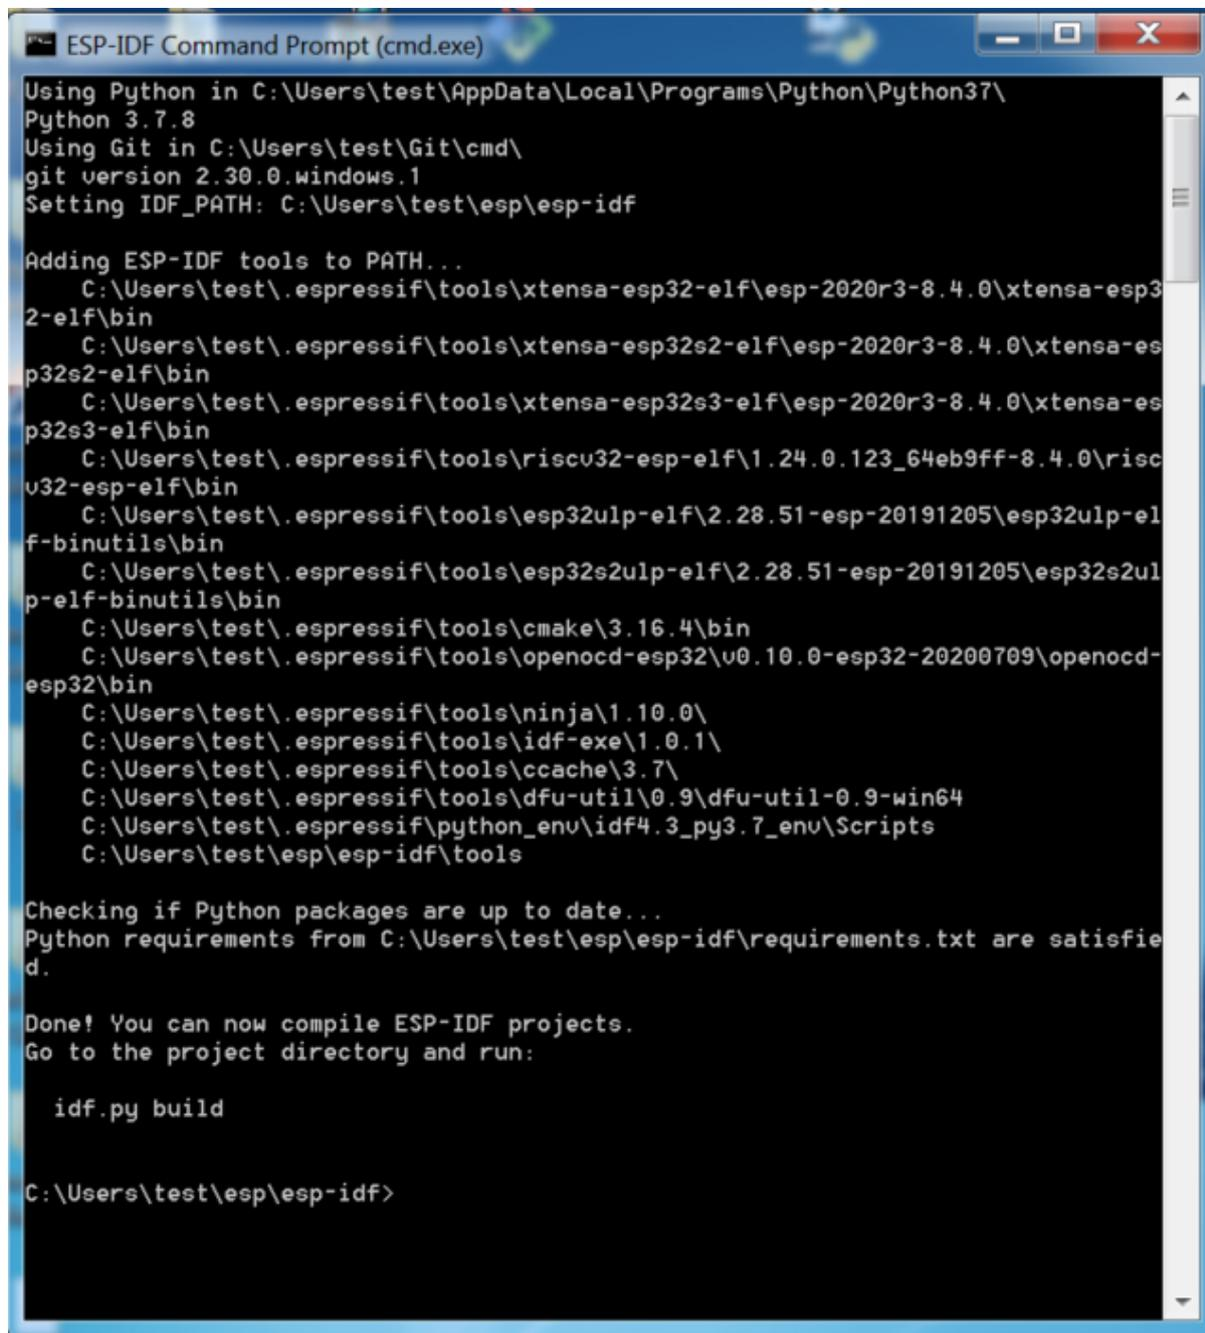 ESP-IDF Command Prompt (cmd.exe)
Using Python in C:\Users\test\AppData\Local\Programs\Python\Python37\
Python 3.7.8
Using Git in C:\Users\test\Git\cmd\
git version 2.30.0.windows.1
Setting IDF_PATH: C:\Users\test\esp\esp-idf
Adding ESP-IDF tools to PATH...
C:\Users\test\.espressif\tools\xtensa-esp32-elf\esp-2020r3-8.4.0\xtensa-esp3
2-elf\bin
C:\Users\test\.espressif\tools\xtensa-esp32s2-elf\esp-2020r3-8.4.0\xtensa-es
p32s2-elf\bin
C:\Users\test\.espressif\tools\xtensa-esp32s3-elf\esp-2020r3-8.4.0\xtensa-es
p32s3-elf\bin
C:\Users\test\.espressif\tools\riscv32-esp-elf\1.24.0.123_64eb9ff-8.4.0\risc
v32-esp-elf\bin
C:\Users\test\.espressif\tools\esp32ulp-elf\2.28.51-esp-20191205\esp32ulp-el
f-binutils\bin
C:\Users\test\.espressif\tools\esp32s2ulp-elf\2.28.51-esp-20191205\esp32s2ul
p-elf-binutils\bin
C:\Users\test\.espressif\tools\cmake\3.16.4\bin
C:\Users\test\.espressif\tools\openocd-esp32\v0.10.0-esp32-20200709\openocd-
esp32\bin
C:\Users\test\.espressif\tools\ninja\1.10.0\
C:\Users\test\.espressif\tools\idf-exe\1.0.1\
C:\Users\test\.espressif\tools\ccache\3.7\
C:\Users\test\.espressif\tools\dfu-util\0.9\dfu-util-0.9-win64
C:\Users\test\.espressif\python_env\idf4.3_py3.7_env\Scripts
C:\Users\test\esp\esp-idf\tools
Checking if Python packages are up to date...
Python requirements from C:\Users\test\esp\esp-idf\requirements.txt are satisfie
d.
Done! You can now compile ESP-IDF projects.
Go to the project directory and run:
idf.py build
C:\Users\test\esp\esp-idf>